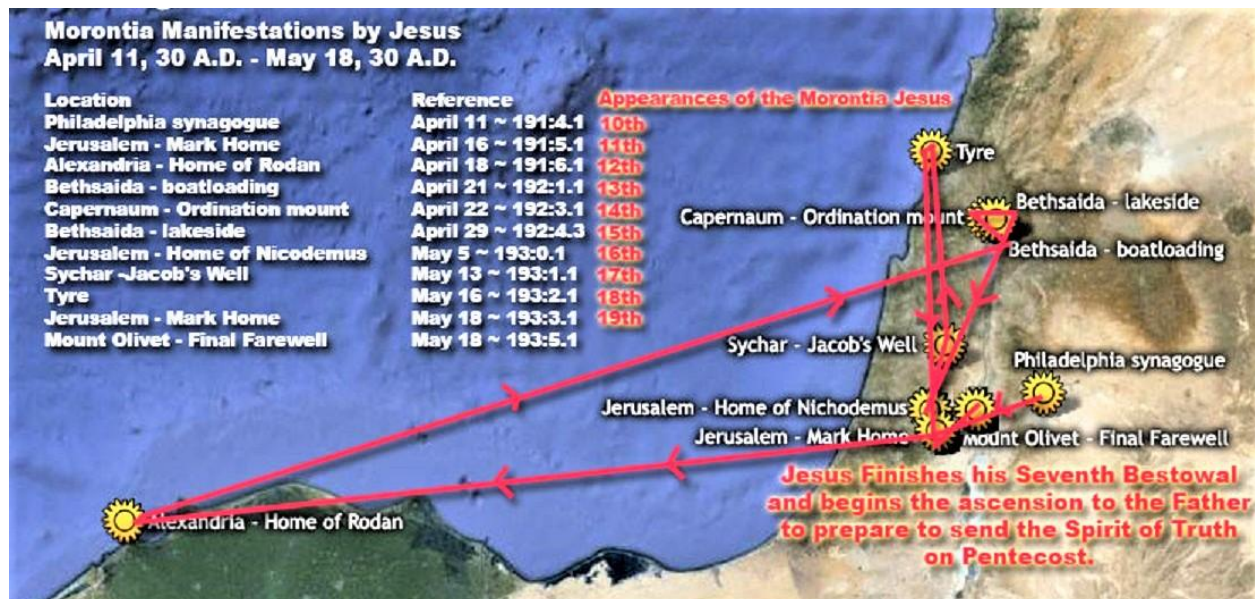 Morontia Manifestations by Jesus
April 11, 30 A.D. - May 18, 30 A.D.
Location Reference Appearances of the Morontia Jesus
Philadelphia synagogue April 11 ~ 191:4.1 10th
Jerusalem - Mark Home April 16 ~ 191:5.1 11th
Alexandria - Home of Rodan April 18 ~ 191:6.1 12th
Bethsaida - boatloading April 21 ~ 192:1.1 13th
Capernaum - Ordination mount April 22 ~ 192:3.1 14th
Bethsaida - lakeside April 29 ~ 192:4.3 15th
Jerusalem - Home of Nicodemus May 5 ~ 193:0.1 16th
Sychar -Jacob's Well May 13 ~ 193:1.1 17th
Tyre May 16 ~ 193:2.1 18th
Jerusalem - Mark Home May 18 ~ 193:3.1 19th
Mount Olivet - Final Farewell May 18 ~ 193:5.1
Tyre
Bethsaida - lakeside
Capernaum - Ordination mount
Bethsaida - boatloading
Sychar - Jacob's Well
Philadelphia synagogue
Jerusalem - Home of Nichodemus
Jerusalem - Mark Home
Mount Olivet - Final Farewell
Alexandria - Home of Rodan
Jesus Finishes his Seventh Bestowal
and begins the ascension to the Father
to prepare to send the Spirit of Truth
on Pentecost.